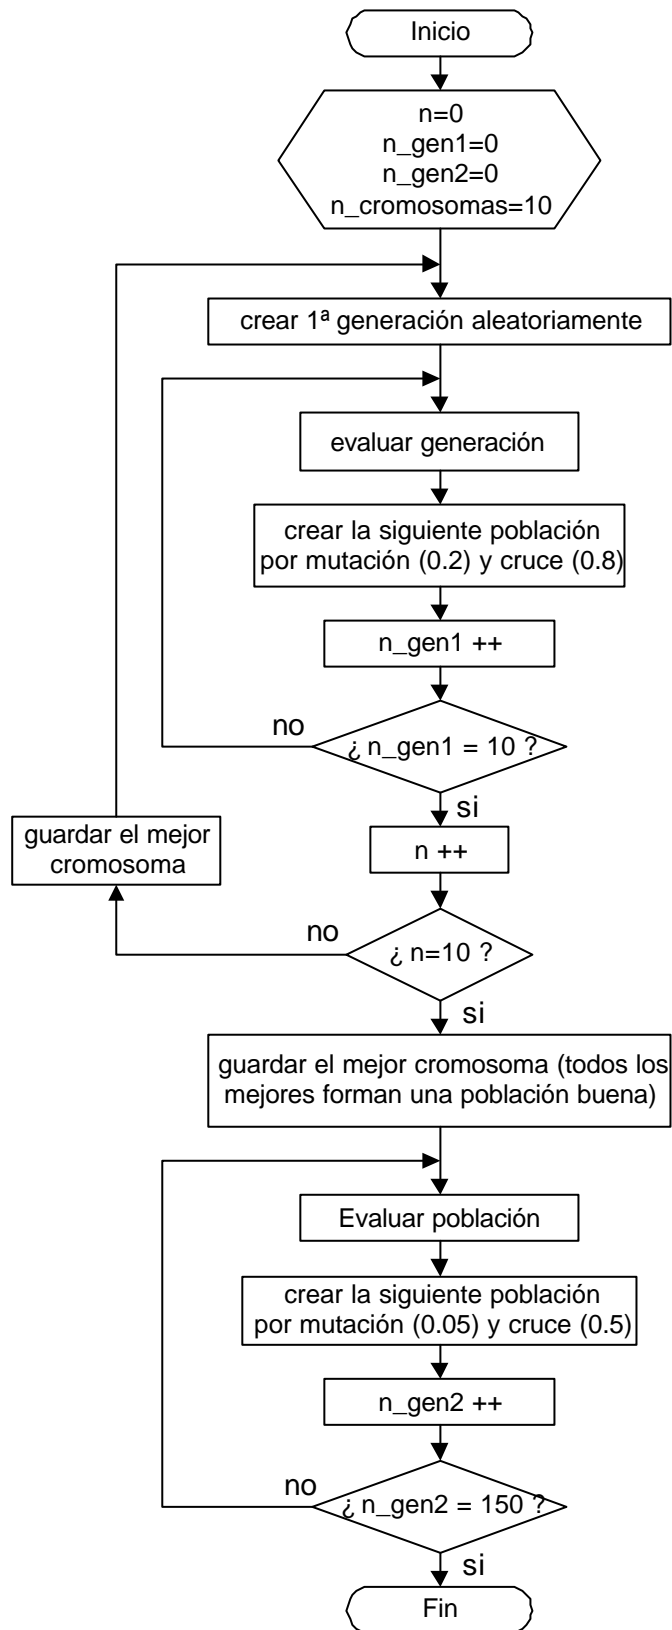 Inicio
n=0
n_gen1=0
n_gen2=0
n_cromosomas=10
crear 1ª generación aleatoriamente
evaluar generación
crear la siguiente población
por mutación (0.2) y cruce (0.8)
n_gen1 ++
no
¿ n_gen1 = 10 ?
si
guardar el mejor
cromosoma
n ++
no
¿ n=10 ?
si
guardar el mejor cromosoma (todos los
mejores forman una población buena)
Evaluar población
crear la siguiente población
por mutación (0.05) y cruce (0.5)
n_gen2 ++
no
¿ n_gen2 = 150 ?
si
Fin